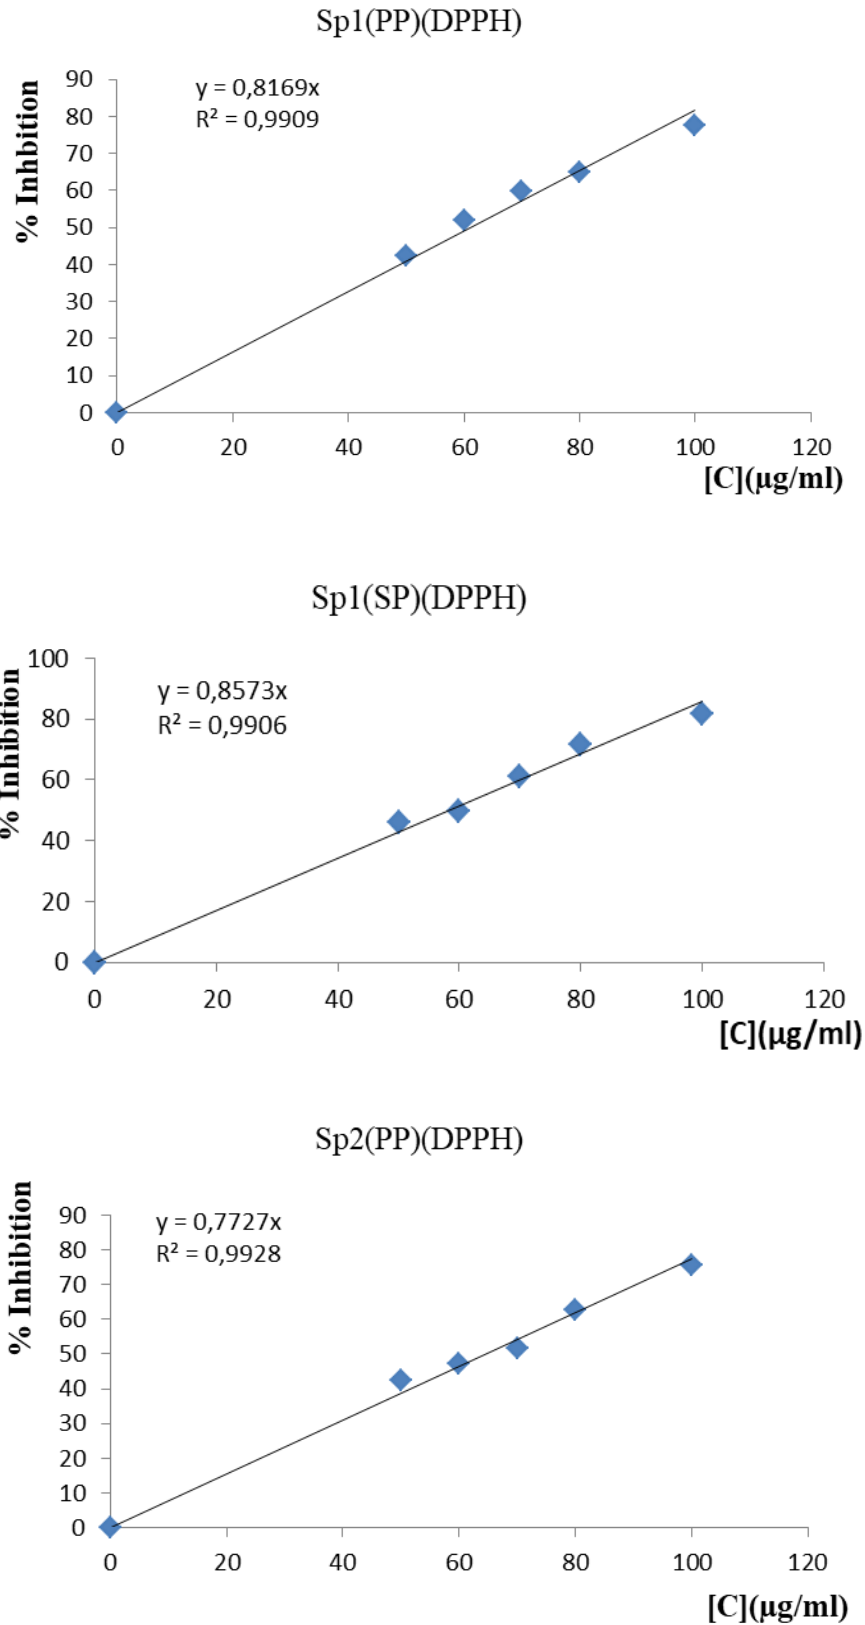 Sp1(PP)(DPPH)
% Inhbition
y = 0,8169x
R² = 0,9909
90
80
70
60
50
40
30
20
10
0
0 20 40 60 80 100 120
[C](µg/ml)
Sp1(SP)(DPPH)
% Inhibition
y = 0,8573x
R² = 0,9906
100
80
60
40
20
0
0 20 40 60 80 100 120
[C](µg/ml)
Sp2(PP)(DPPH)
% Inhibition
y = 0,7727x
R² = 0,9928
90
80
70
60
50
40
30
20
10
0
0 20 40 60 80 100 120
[C](µg/ml)